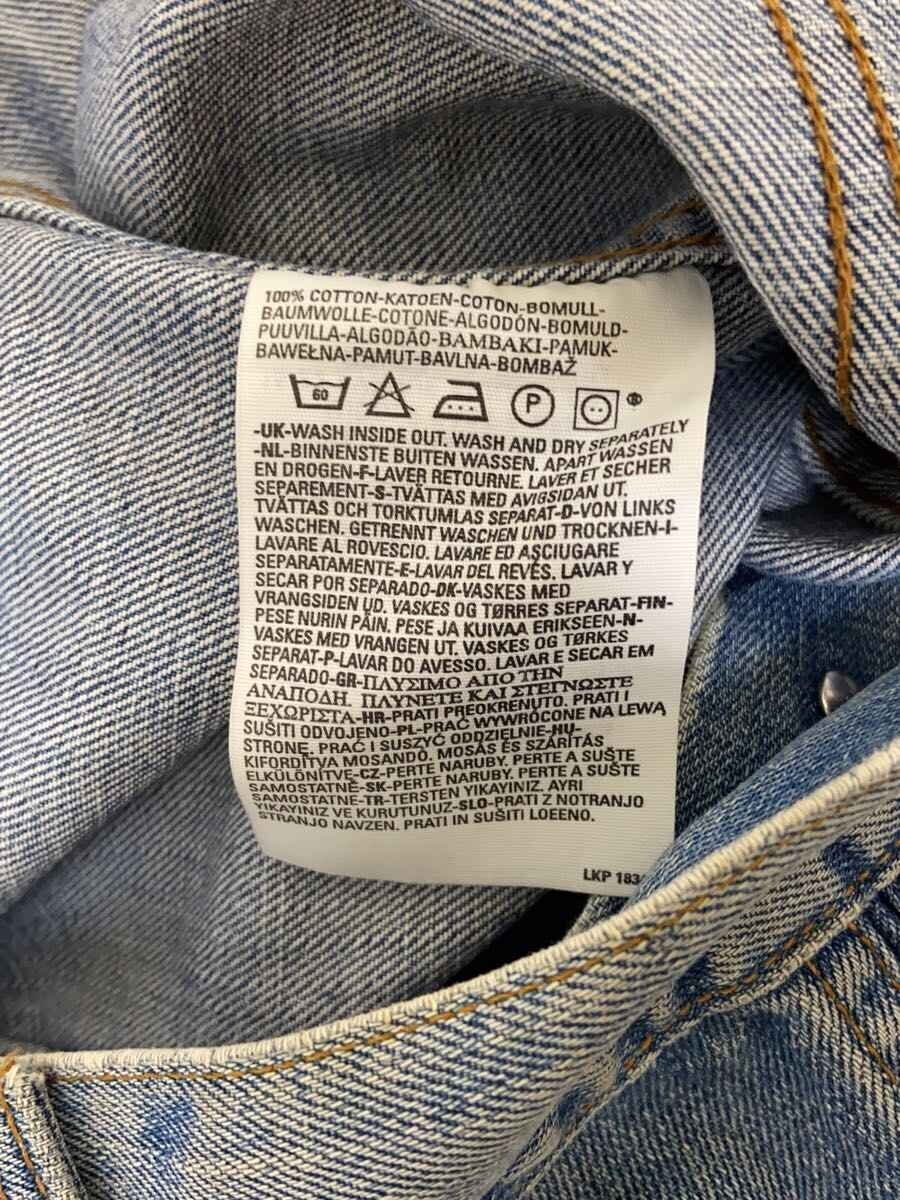 100% COTTON-KATOEN-COTON-BOMULL-
BAUMWOLLE-COTONE-ALGODÓN-BOMULD-
PUUVILLA-ALGODÃO-BAMBAKI-PAMUK-
BAWEŁNA-PAMUT-BAVLNA-BOMBAŽ
60 P ®
-UK-WASH INSIDE OUT. WASH AND DRY SEPARATELY
-NL-BINNENSTE BUITEN WASSEN. APART WASSEN
EN DROGEN-F-LAVER RETOURNE. LAVER ET SECHER
SEPAREMENT-S-TVÄTTAS MED AVIGSIDAN UT.
TVÄTTAS OCH TORKTUMLAS SEPARAT-D-VON LINKS
WASCHEN. GETRENNT WASCHEN UND TROCKNEN-I-
LAVARE AL ROVESCIO. LAVARE ED ASCIUGARE
SEPARATAMENTE-E-LAVAR DEL REVÉS. LAVAR Y
SECAR POR SEPARADO-DK-VASKES MED
VRANGSIDEN UD. VASKES OG TØRRES SEPARAT-FIN-
PESE NURIN PÄIN. PESE JA KUIVAA ERIKSEEN-N-
VASKES MED VRANGEN UT. VASKES OG TØRKES
SEPARAT-P-LAVAR DO AVESSO. LAVAR E SECAR EM
SEPARADO-GR-ΠΛΥΣΙΜΟ ΑΠΟ ΤΗΝ
ΑΝΑΠΟΔΗ. ΠΛΥΝΕΤΕ ΚΑΙ ΣΤΕΓΝΩΣΤΕ
ΞΕΧΩΡΙΣΤΑ-HR-PRATI PREOKRENUTO. PRATI I
SUŠITI ODVOJENO-PL-PRAĆ WYWRÓCONE NA LEWĄ
STRONĘ. PRAĆ I SUSZYĆ ODDZIELNIE-HU-
KIFORDÍTVA MOSANDÓ. MOSÁS ÉS SZÁRÍTÁS
ELKÜLÖNÍTVE-CZ-PERTE NARUBY. PERTE A SUŠTE
SAMOSTATNĚ-SK-PERTE NARUBY. PERTE A SUŠTE
SAMOSTATNE-TR-TERSTEN YIKAYINIZ. AYRI
YIKAYINIZ VE KURUTUNUZ-SLO-PRATI Z NOTRANJO
STRANJO NAVZEN. PRATI IN SUŠITI LOEENO.
LKP 183